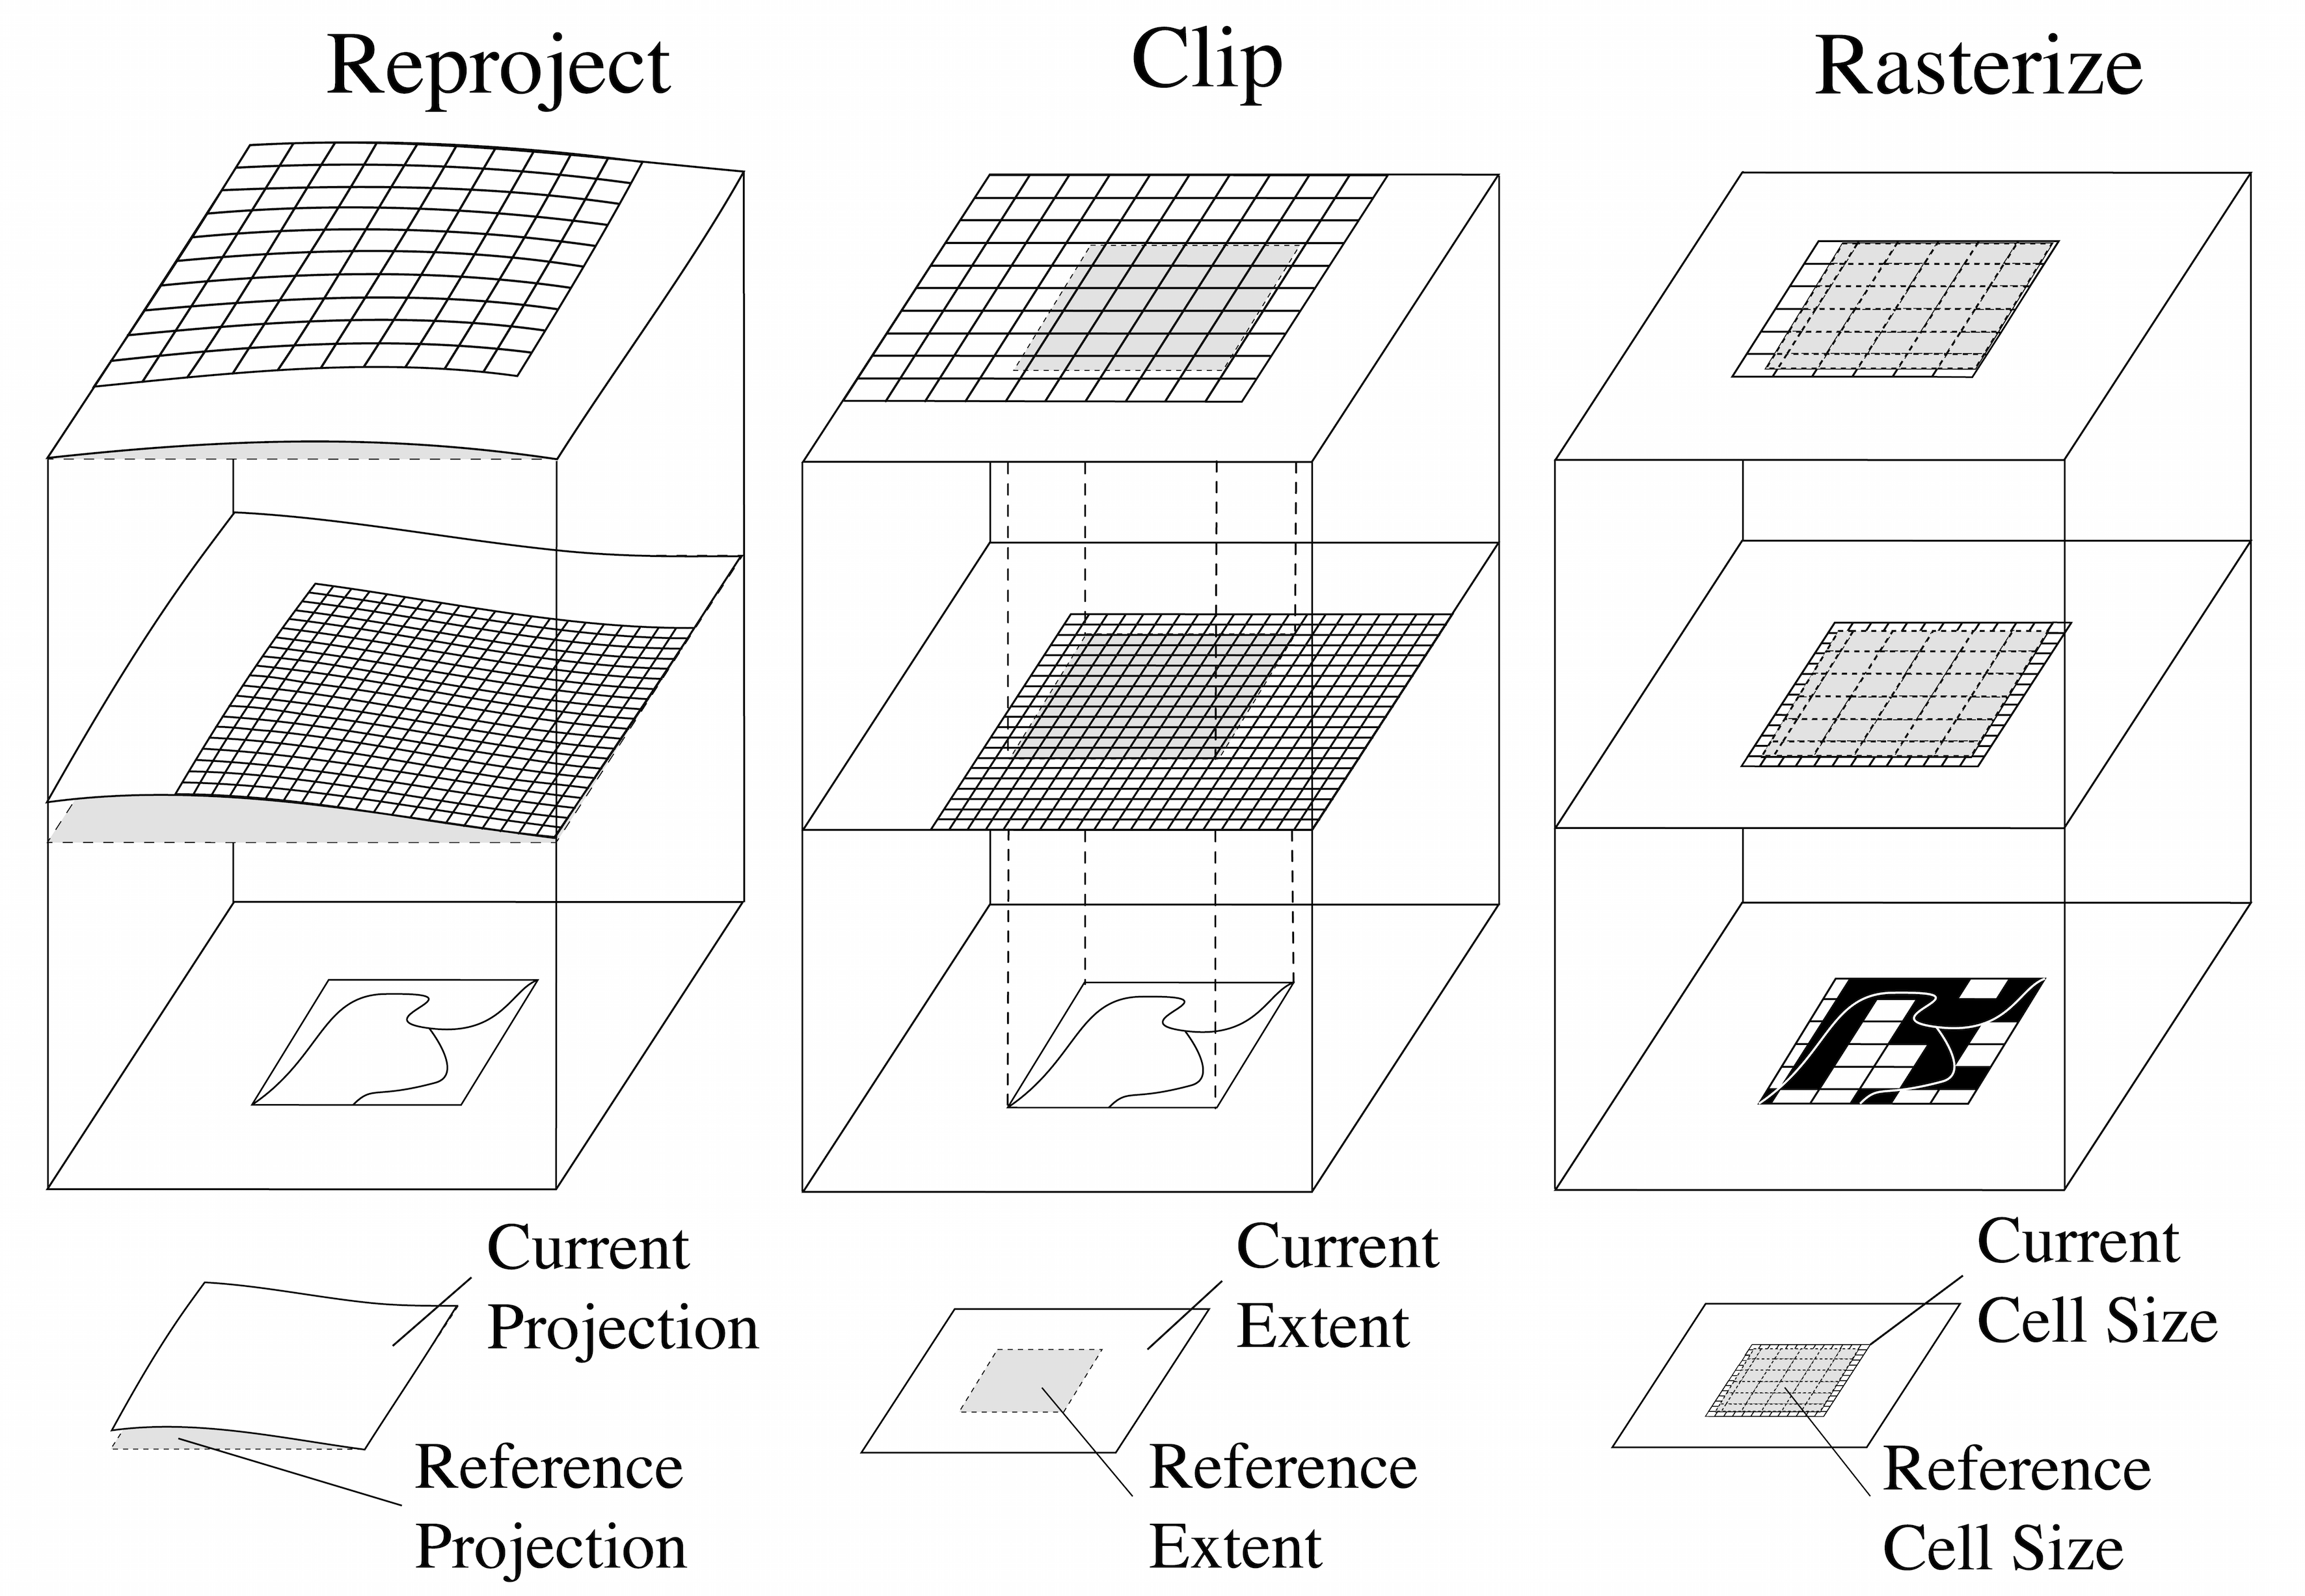 Reproject
Clip
Rasterize
Current
Projection
Reference
Projection
Current
Extent
Reference
Extent
Current
Cell Size
Reference
Cell Size